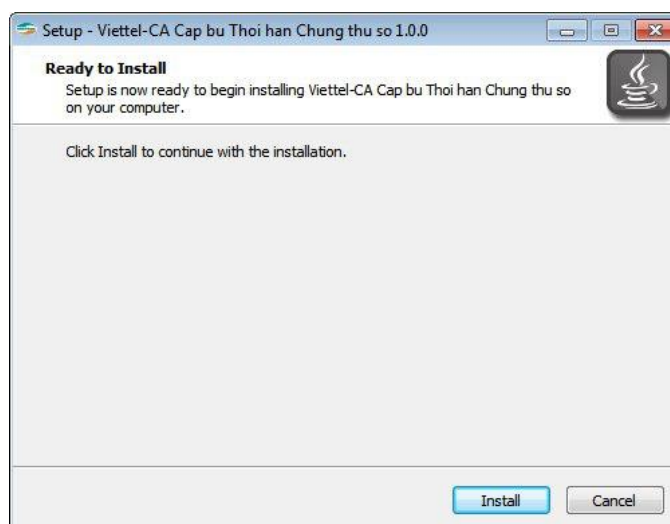 Setup - Viettel-CA Cap bu Thoi han Chung thu so 1.0.0
Ready to Install
Setup is now ready to begin installing Viettel-CA Cap bu Thoi han Chung thu so
on your computer.
Click Install to continue with the installation.
Install Cancel